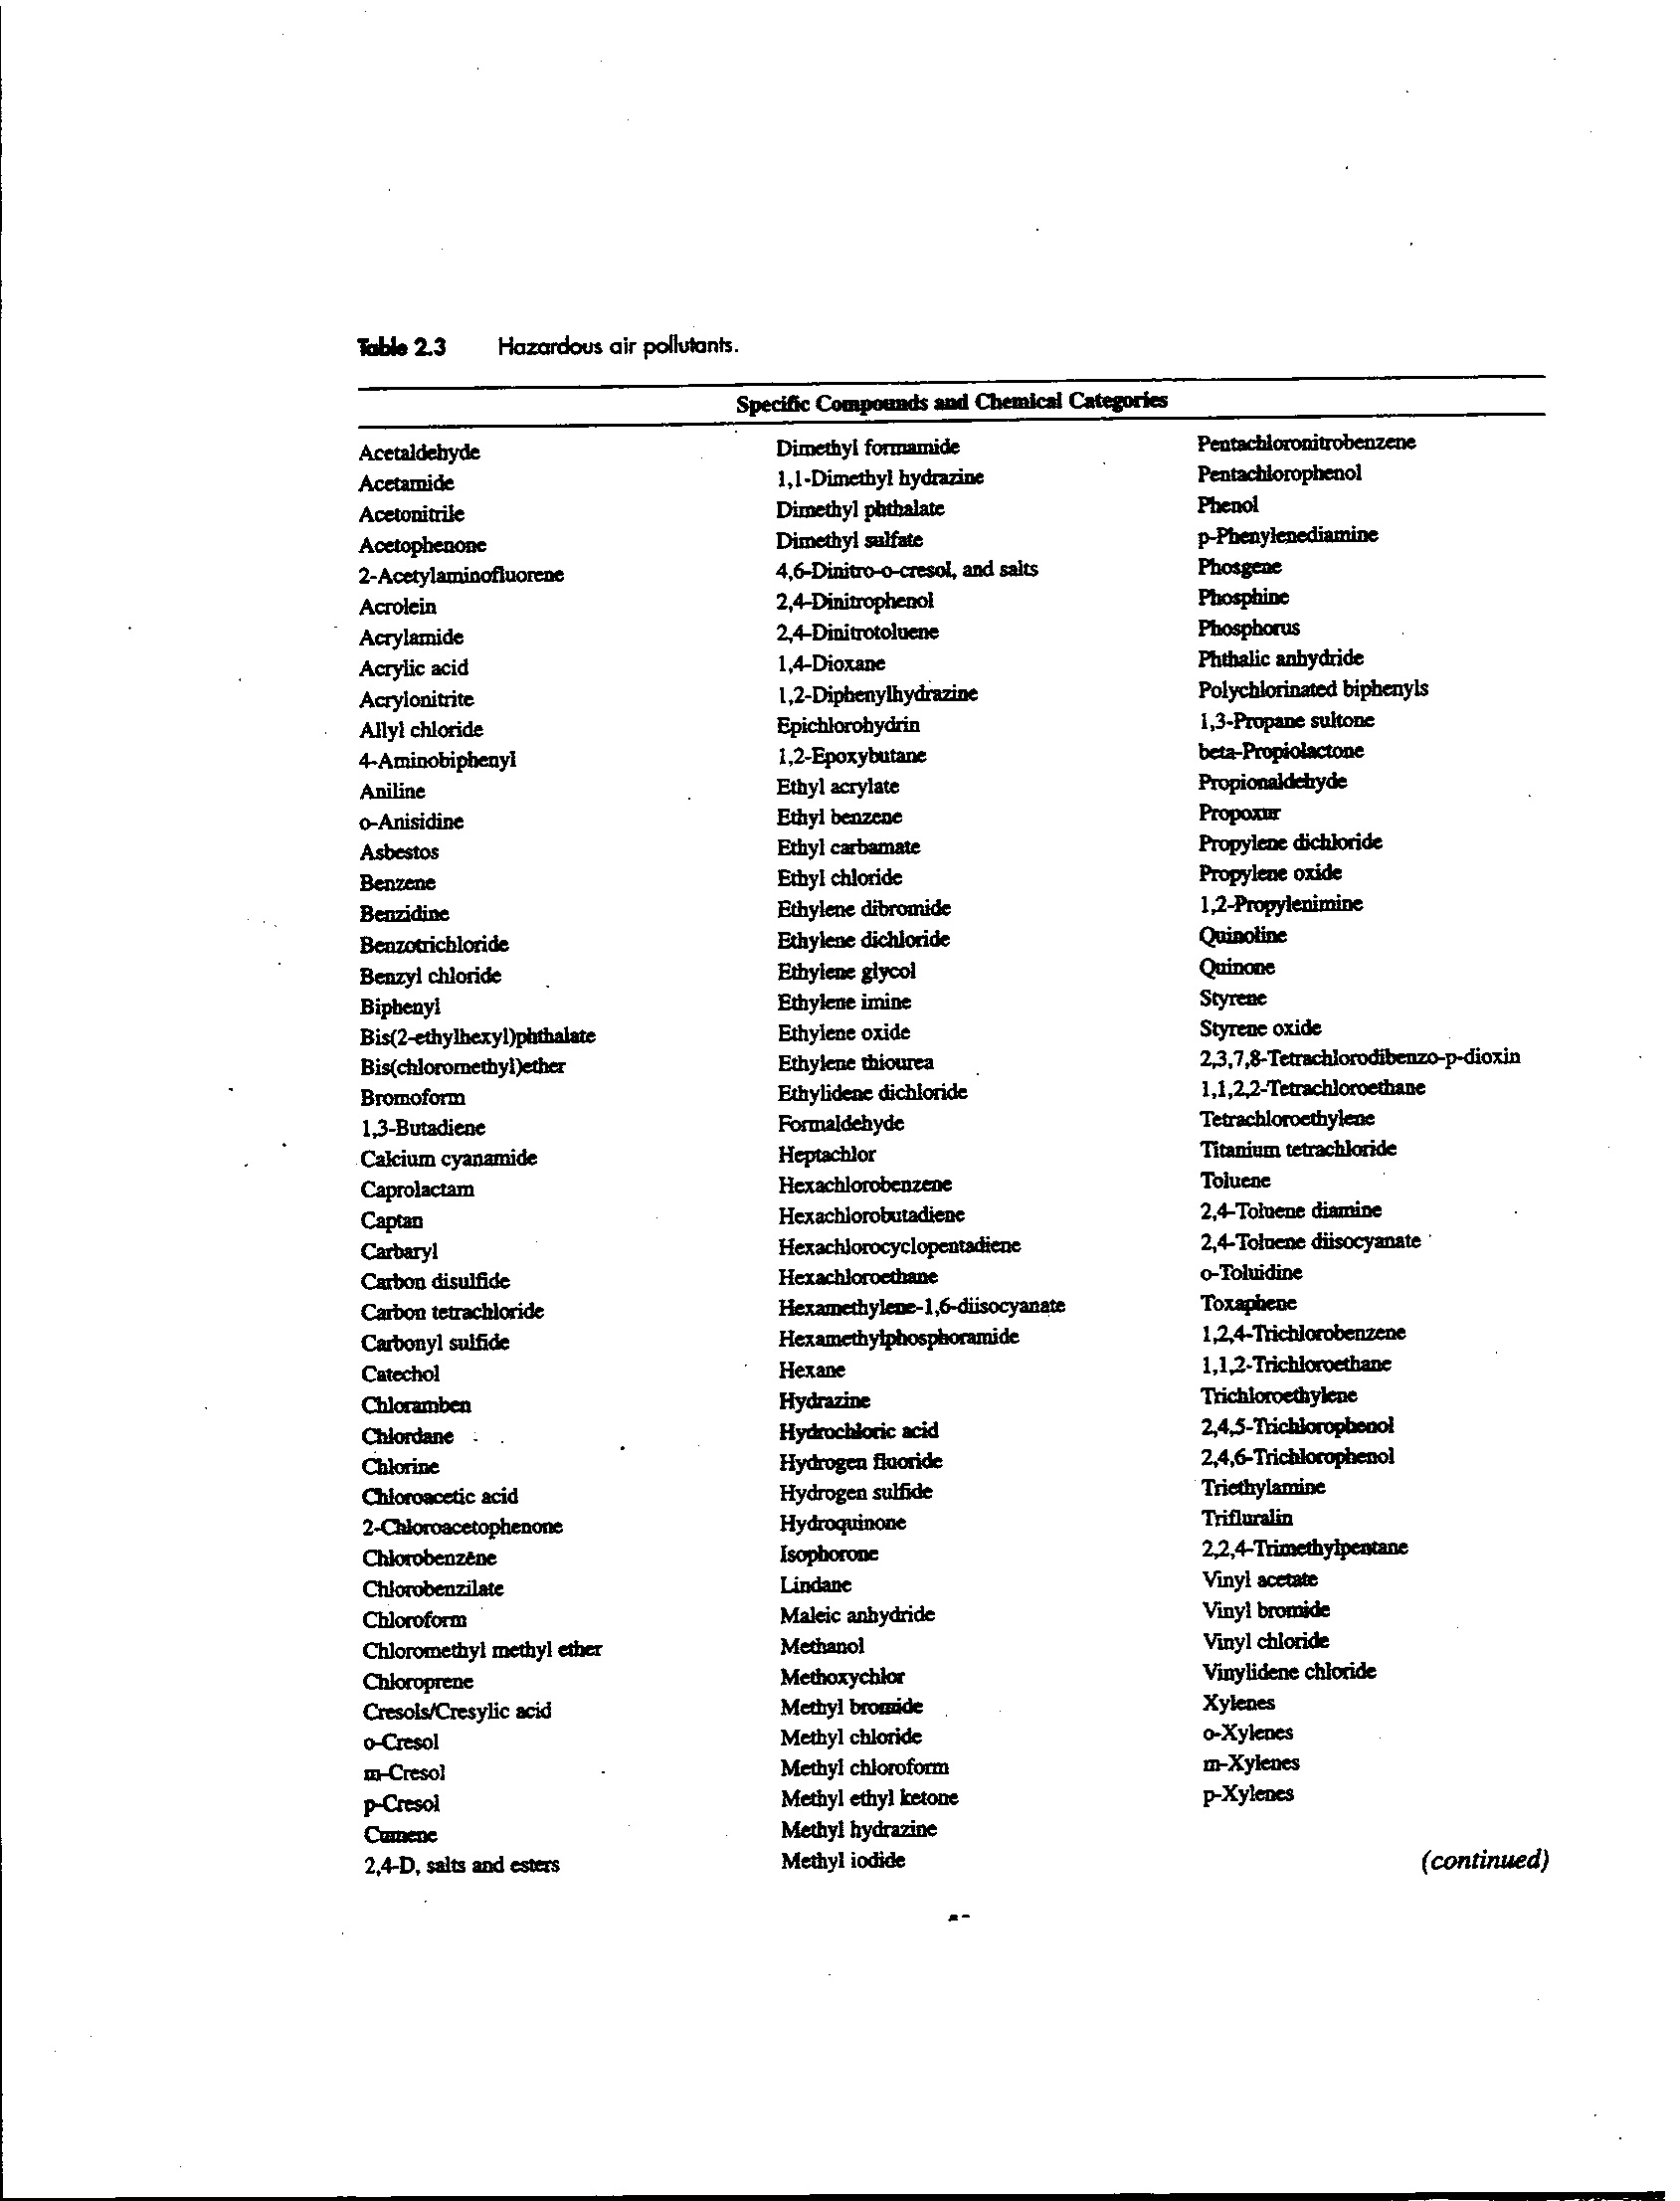 Table 2.3 Hazardous air pollutants.
Specific Compounds and Chemical Categories
Acetaldehyde
Acetamide
Acetonitrile
Acetophenone
2-Acetylaminofluorene
Acrolein
Acrylamide
Acrylic acid
Acrylonitrite
Allyl chloride
4-Aminobiphenyl
Aniline
o-Anisidine
Asbestos
Benzene
Benzidine
Benzotrichloride
Benzyl chloride
Biphenyl
Bis(2-ethylhexyl)phthalate
Bis(chloromethyl)ether
Bromoform
1,3-Butadiene
Calcium cyanamide
Caprolactam
Captan
Carbaryl
Carbon disulfide
Carbon tetrachloride
Carbonyl sulfide
Catechol
Chloramben
Chlordane
Chlorine
Chloroacetic acid
2-Chloroacetophenone
Chlorobenzene
Chlorobenzilate
Chloroform
Chloromethyl methyl ether
Chloroprene
Cresols/Cresylic acid
o-Cresol
m-Cresol
p-Cresol
Cumene
2,4-D, salts and esters
Dimethyl formamide
1,1-Dimethyl hydrazine
Dimethyl phthalate
Dimethyl sulfate
4,6-Dinitro-o-cresol, and salts
2,4-Dinitrophenol
2,4-Dinitrotoluene
1,4-Dioxane
1,2-Diphenylhydrazine
Epichlorohydrin
1,2-Epoxybutane
Ethyl acrylate
Ethyl benzene
Ethyl carbamate
Ethyl chloride
Ethylene dibromide
Ethylene dichloride
Ethylene glycol
Ethylene imine
Ethylene oxide
Ethylene thiourea
Ethylidene dichloride
Formaldehyde
Heptachlor
Hexachlorobenzene
Hexachlorobutadiene
Hexachlorocyclopentadiene
Hexachloroethane
Hexamethylene-1,6-diisocyanate
Hexamethylphosphoramide
Hexane
Hydrazine
Hydrochloric acid
Hydrogen fluoride
Hydrogen sulfide
Hydroquinone
Isophorone
Lindane
Maleic anhydride
Methanol
Methoxychlor
Methyl bromide
Methyl chloride
Methyl chloroform
Methyl ethyl ketone
Methyl hydrazine
Methyl iodide
Pentachloronitrobenzene
Pentachlorophenol
Phenol
p-Phenylenediamine
Phosgene
Phosphine
Phosphorus
Phthalic anhydride
Polychlorinated biphenyls
1,3-Propane sultone
beta-Propiolactone
Propionaldehyde
Propoxur
Propylene dichloride
Propylene oxide
1,2-Propylenimine
Quinoline
Quinone
Styrene
Styrene oxide
2,3,7,8-Tetrachlorodibenzo-p-dioxin
1,1,2,2-Tetrachloroethane
Tetrachloroethylene
Titanium tetrachloride
Toluene
2,4-Toluene diamine
2,4-Toluene diisocyanate
o-Toluidine
Toxaphene
1,2,4-Trichlorobenzene
1,1,2-Trichloroethane
Trichloroethylene
2,4,5-Trichlorophenol
2,4,6-Trichlorophenol
Triethylamine
Trifluralin
2,2,4-Trimethylpentane
Vinyl acetate
Vinyl bromide
Vinyl chloride
Vinylidene chloride
Xylenes
o-Xylenes
m-Xylenes
p-Xylenes
(continued)